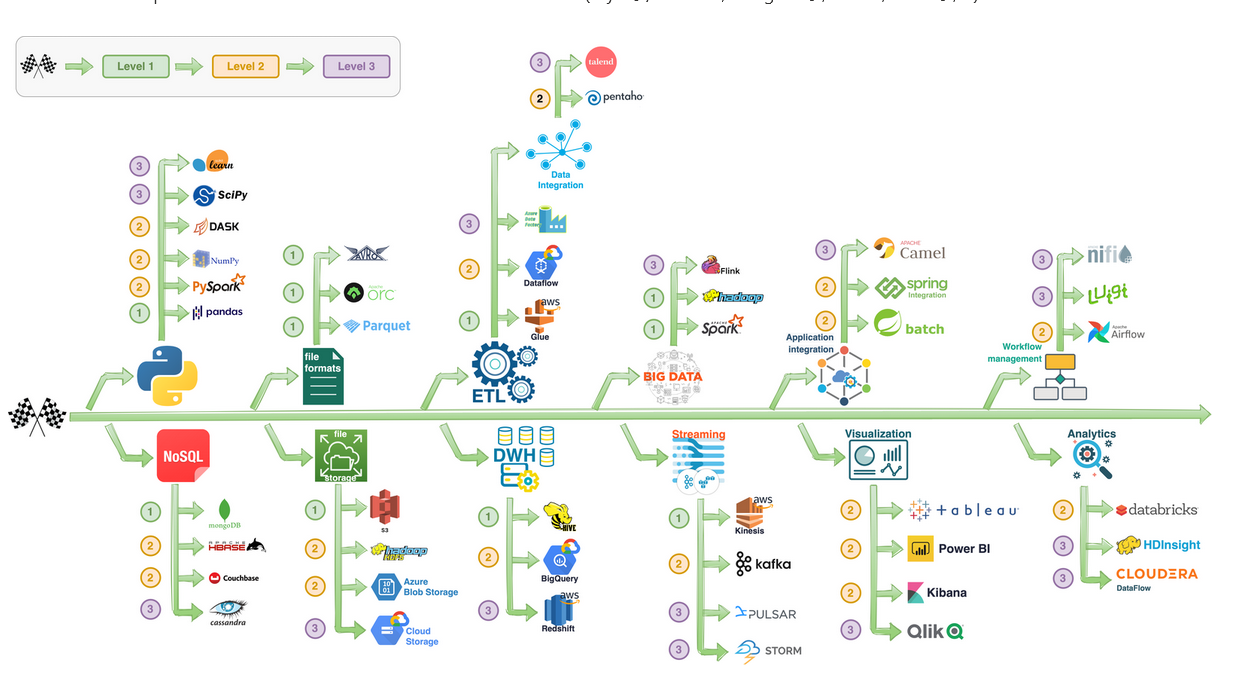 Level 1
Level 2
Level 3
3
talend
2
pentaho
Data
Integration
3
learn
3
SciPy
2
DASK
2
NumPy
2
PySpark
1
pandas
1
AVRO
1
orc
1
Parquet
3
Azure
Data
Factory
2
Dataflow
1
aws
Glue
3
Flink
1
hadoop
1
APACHE
Spark
3
APACHE
Camel
2
spring
Integration
2
batch
3
nifi
3
Luigi
2
Apache
Airflow
file
formats
ETL
BIG DATA
Application
integration
Workflow
management
NoSQL
file
storage
DWH
Streaming
Visualization
Analytics
1
mongoDB
2
APACHE
HBASE
2
Couchbase
3
cassandra
1
S3
2
hadoop
HDFS
2
10
01
Azure
Blob Storage
3
Cloud
Storage
1
HIVE
2
BigQuery
3
aws
Redshift
1
aws
Kinesis
2
kafka
3
PULSAR
3
STORM
2
+ a b l e a u
2
Power BI
2
Kibana
3
Qlik
2
databricks
3
HDInsight
3
CLOUDERA
DataFlow